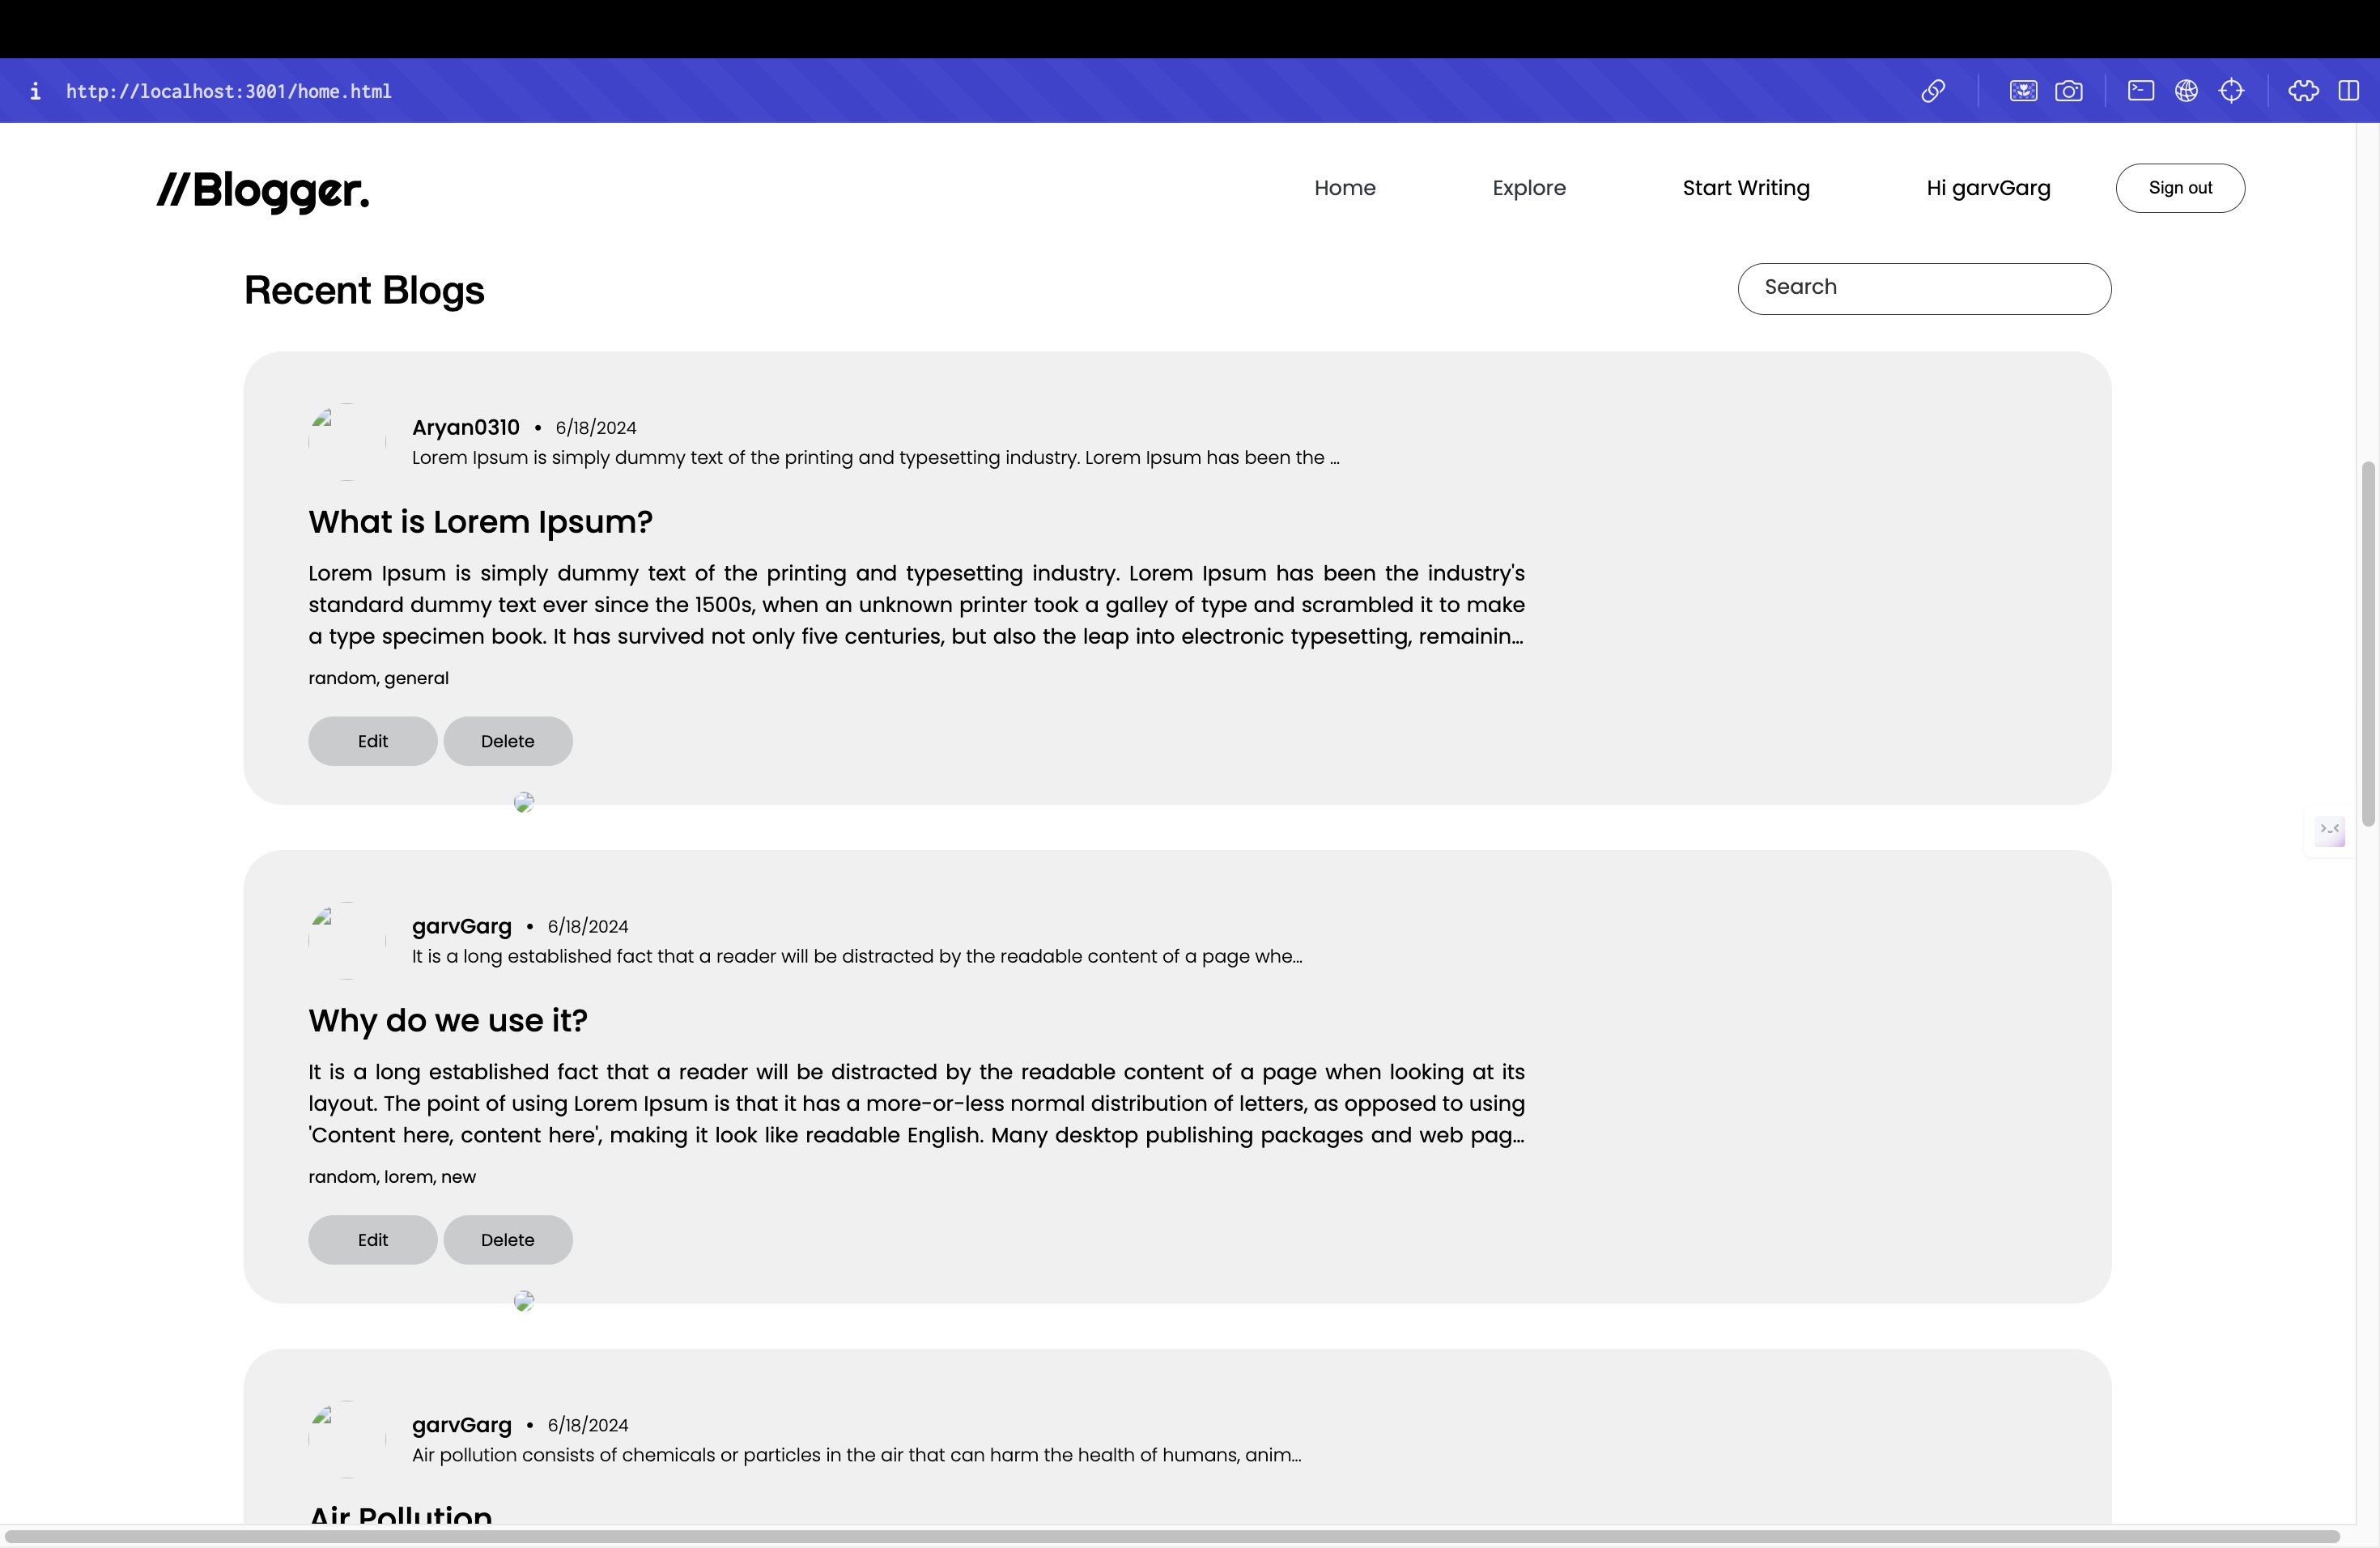 http://localhost:3001/home.html
//Blogger.
Home Explore Start Writing Hi garvGarg Sign out
Recent Blogs
Search
Aryan0310 • 6/18/2024
Lorem Ipsum is simply dummy text of the printing and typesetting industry. Lorem Ipsum has been the ...
What is Lorem Ipsum?
Lorem Ipsum is simply dummy text of the printing and typesetting industry. Lorem Ipsum has been the industry's
standard dummy text ever since the 1500s, when an unknown printer took a galley of type and scrambled it to make
a type specimen book. It has survived not only five centuries, but also the leap into electronic typesetting, remainin...
random, general
Edit Delete
garvGarg • 6/18/2024
It is a long established fact that a reader will be distracted by the readable content of a page whe...
Why do we use it?
It is a long established fact that a reader will be distracted by the readable content of a page when looking at its
layout. The point of using Lorem Ipsum is that it has a more-or-less normal distribution of letters, as opposed to using
'Content here, content here', making it look like readable English. Many desktop publishing packages and web pag...
random, lorem, new
Edit Delete
garvGarg • 6/18/2024
Air pollution consists of chemicals or particles in the air that can harm the health of humans, anim...
Air Pollution